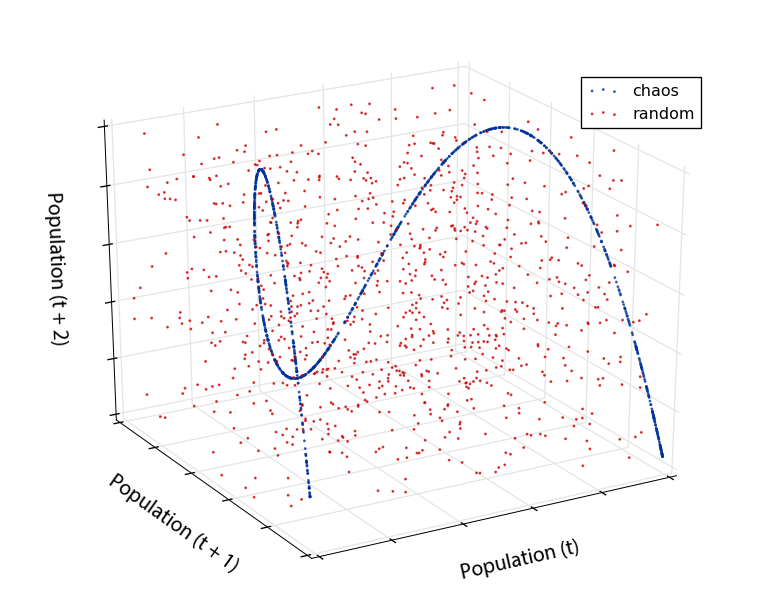 chaos
random
Population (t + 2)
Population (t + 1)
Population (t)